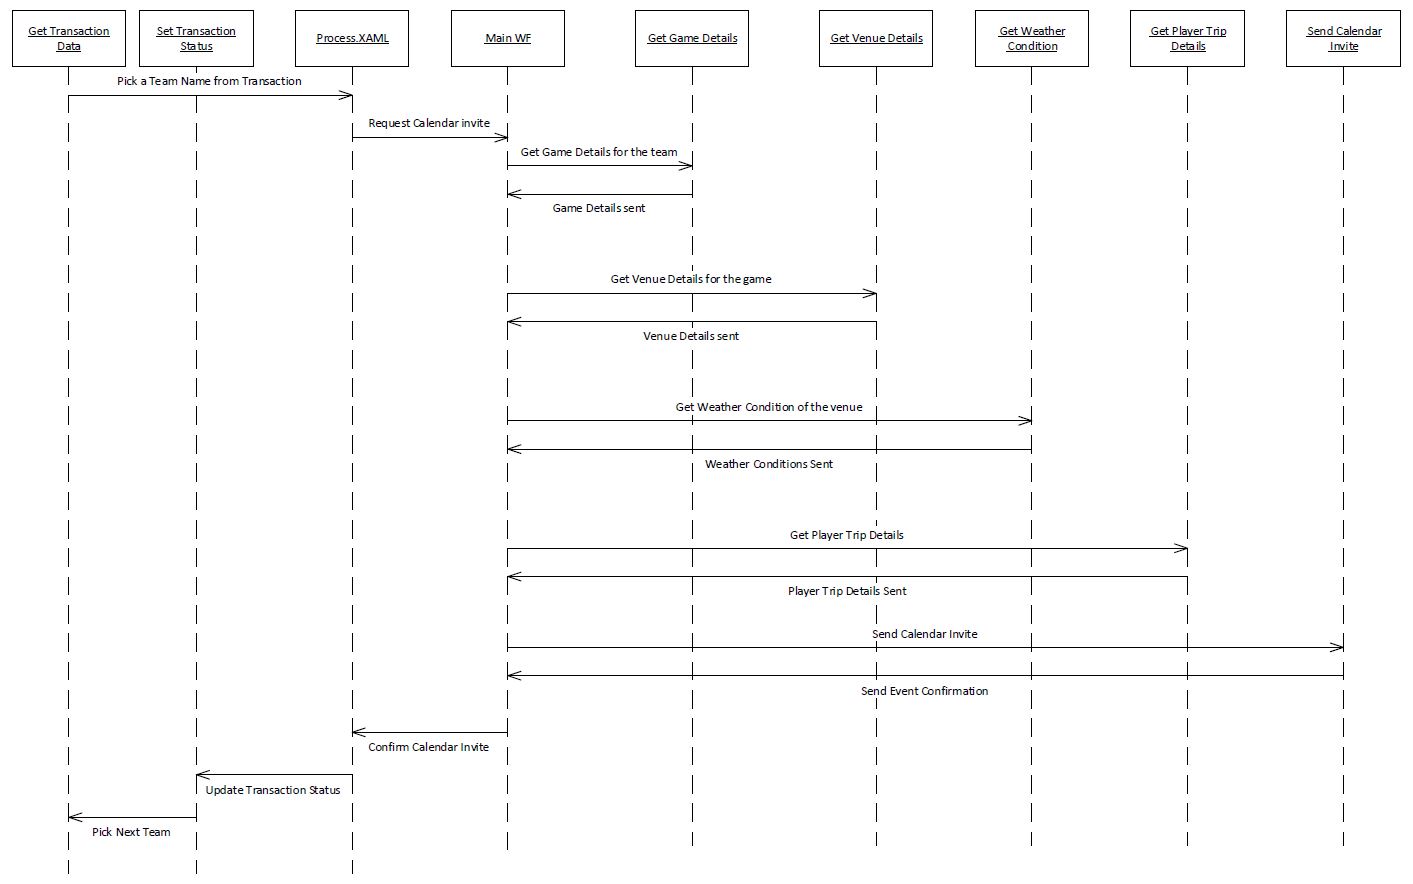 Get Transaction
Data
Set Transaction
Status
Process.XAML
Main WF
Get Game Details
Get Venue Details
Get Weather
Condition
Get Player Trip
Details
Send Calendar
Invite
Pick a Team Name from Transaction
Request Calendar invite
Get Game Details for the team
Game Details sent
Get Venue Details for the game
Venue Details sent
Get Weather Condition of the venue
Weather Conditions Sent
Get Player Trip Details
Player Trip Details Sent
Send Calendar Invite
Send Event Confirmation
Confirm Calendar Invite
Update Transaction Status
Pick Next Team